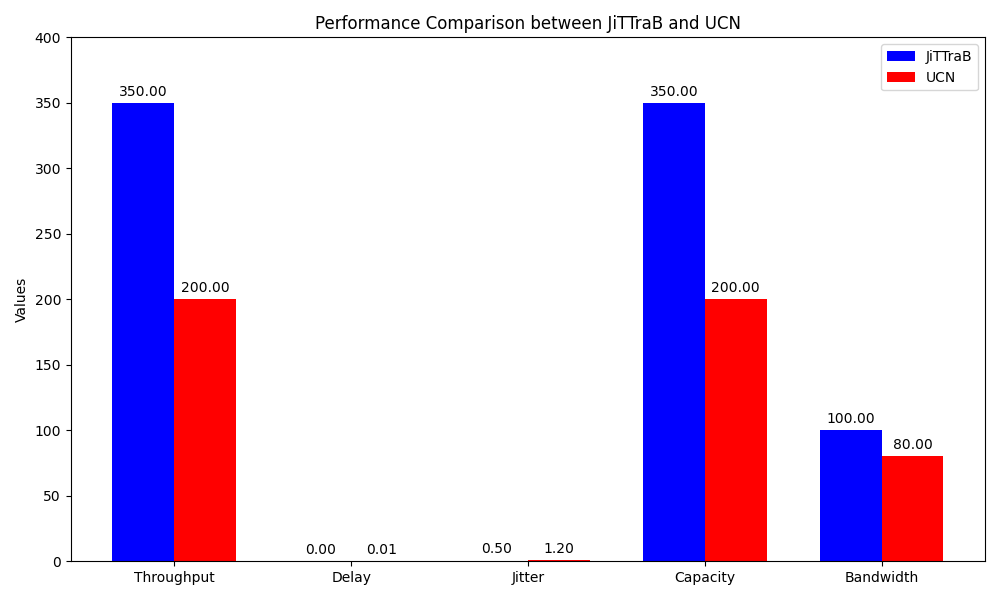 Performance Comparison between JiTTraB and UCN
JiTTraB
UCN
Values
400
350
300
250
200
150
100
50
0
350.00
200.00
0.00
0.01
0.50
1.20
350.00
200.00
100.00
80.00
Throughput
Delay
Jitter
Capacity
Bandwidth